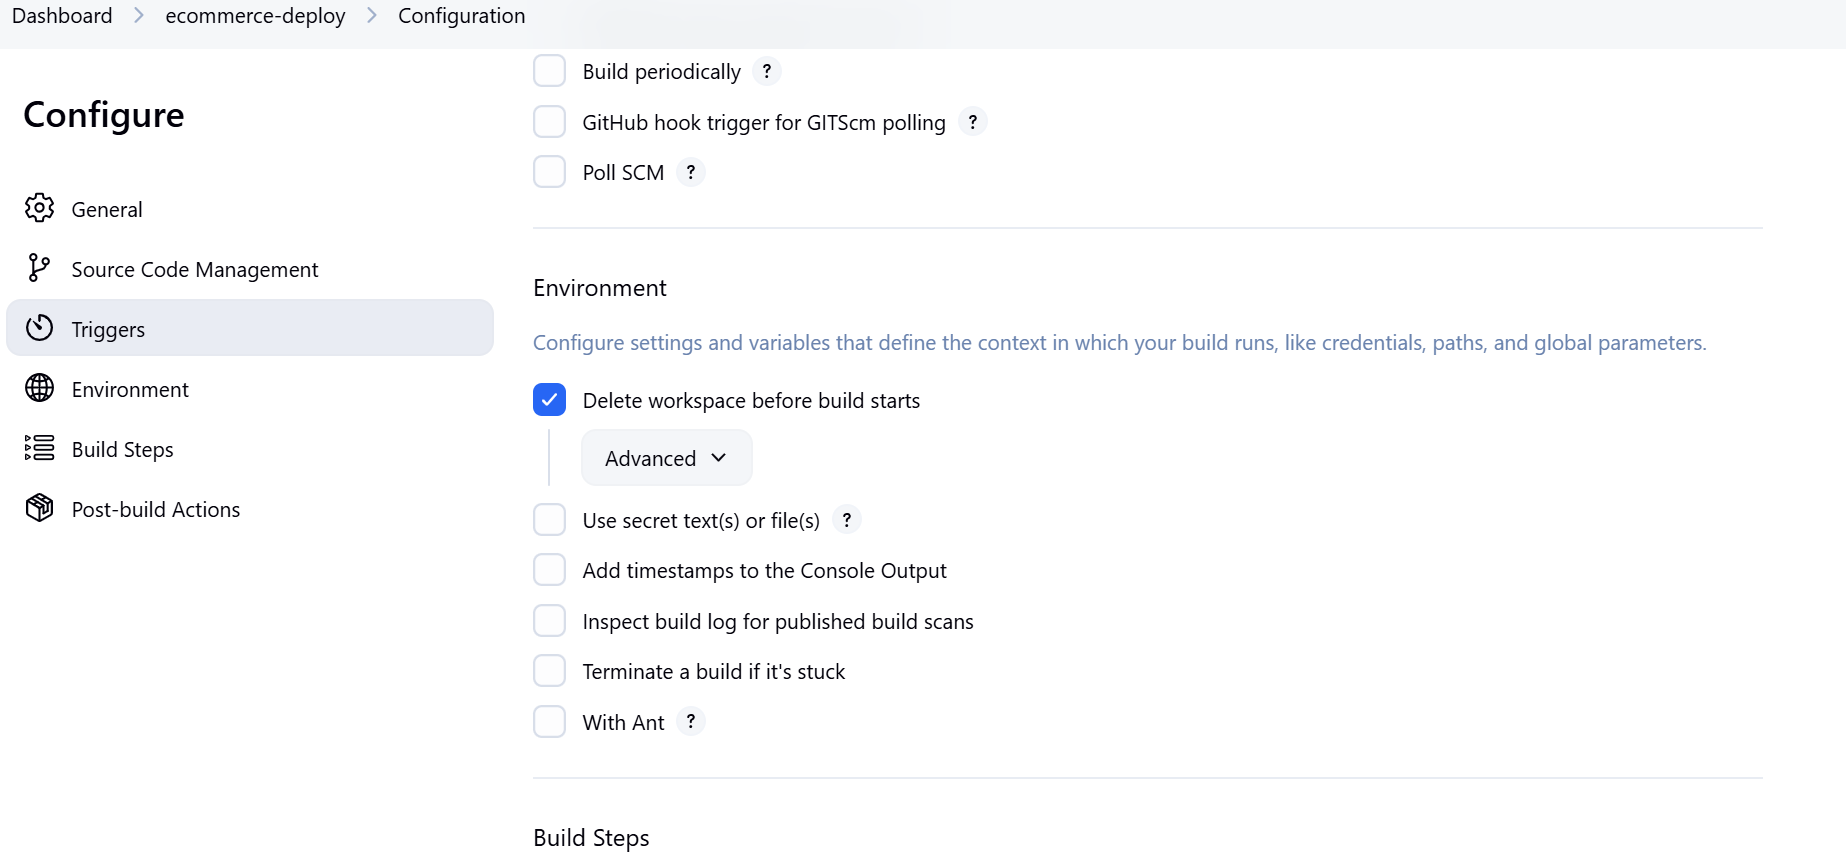 Dashboard > ecommerce-deploy > Configuration
Configure
General
Source Code Management
Triggers
Environment
Build Steps
Post-build Actions
Build periodically ?
GitHub hook trigger for GITScm polling ?
Poll SCM ?
Environment
Configure settings and variables that define the context in which your build runs, like credentials, paths, and global parameters.
Delete workspace before build starts
Advanced
Use secret text(s) or file(s) ?
Add timestamps to the Console Output
Inspect build log for published build scans
Terminate a build if it's stuck
With Ant ?
Build Steps